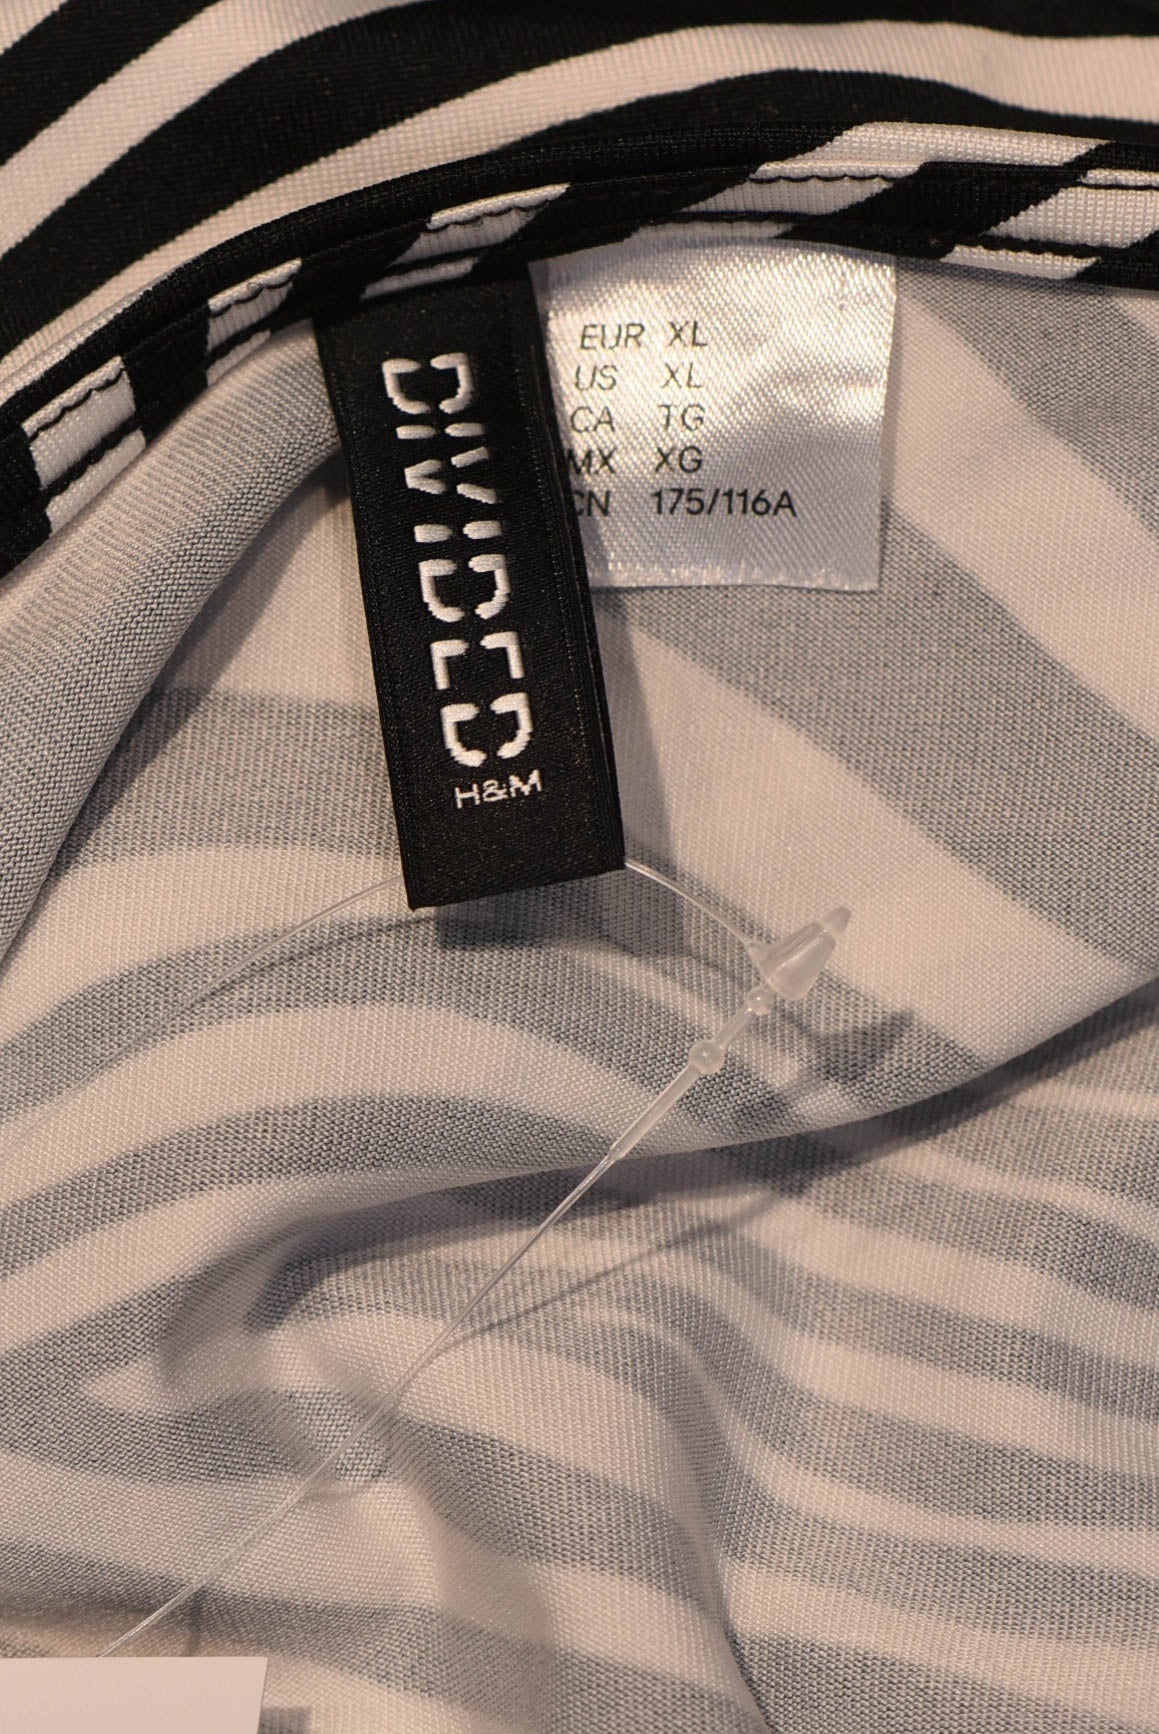 DIVIDED
H&M
EUR XL
US XL
CA TG
MX XG
CN 175/116A